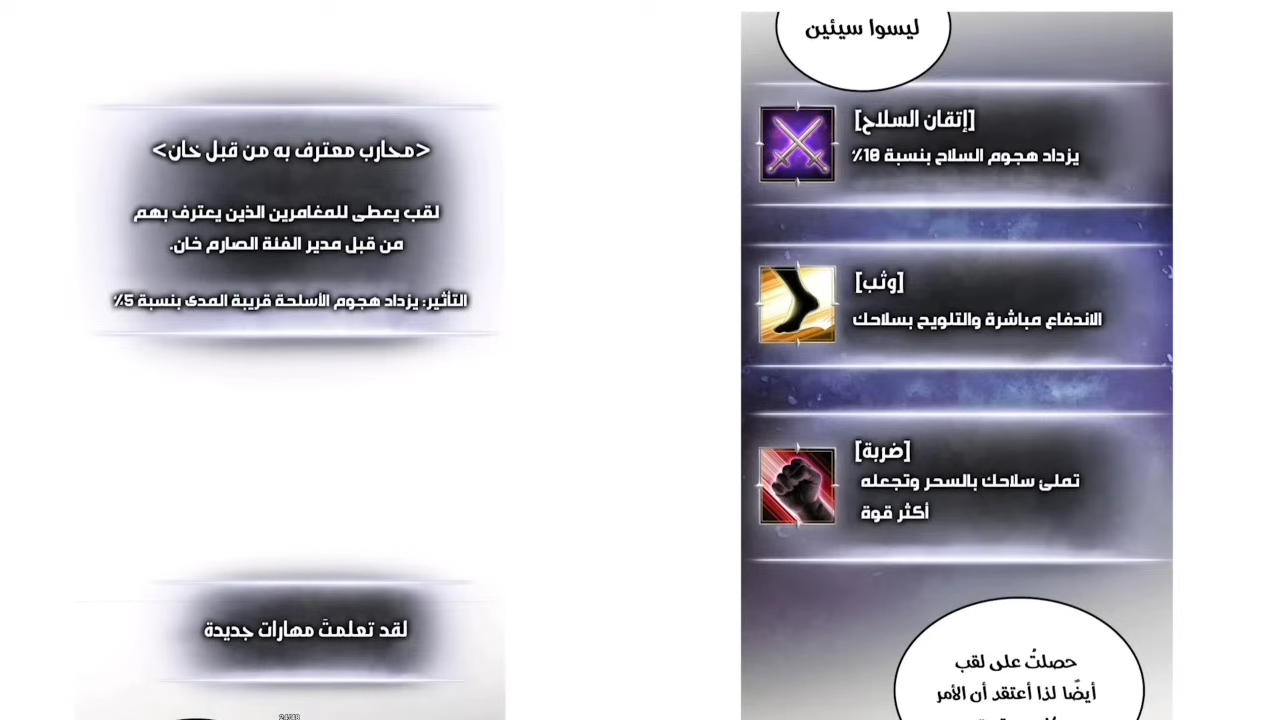 <محارب معترف به من قبل خان>
لقب يعطى للمغامرين الذين يعترف بهم
من قبل مدير الفئة الصارم خان.
التأثير: يزداد هجوم الأسلحة قريبة المدى بنسبة 5٪
لقد تعلمتَ مهارات جديدة
24/48
ليسوا سيئين
[إتقان السلاح]
يزداد هجوم السلاح بنسبة 10٪
[وثب]
الاندفاع مباشرة والتلويح بسلاحك
[ضربة]
تملئ سلاحك بالسحر وتجعله
أكثر قوة
حصلتُ على لقب
أيضًا لذا أعتقد أن الأمر